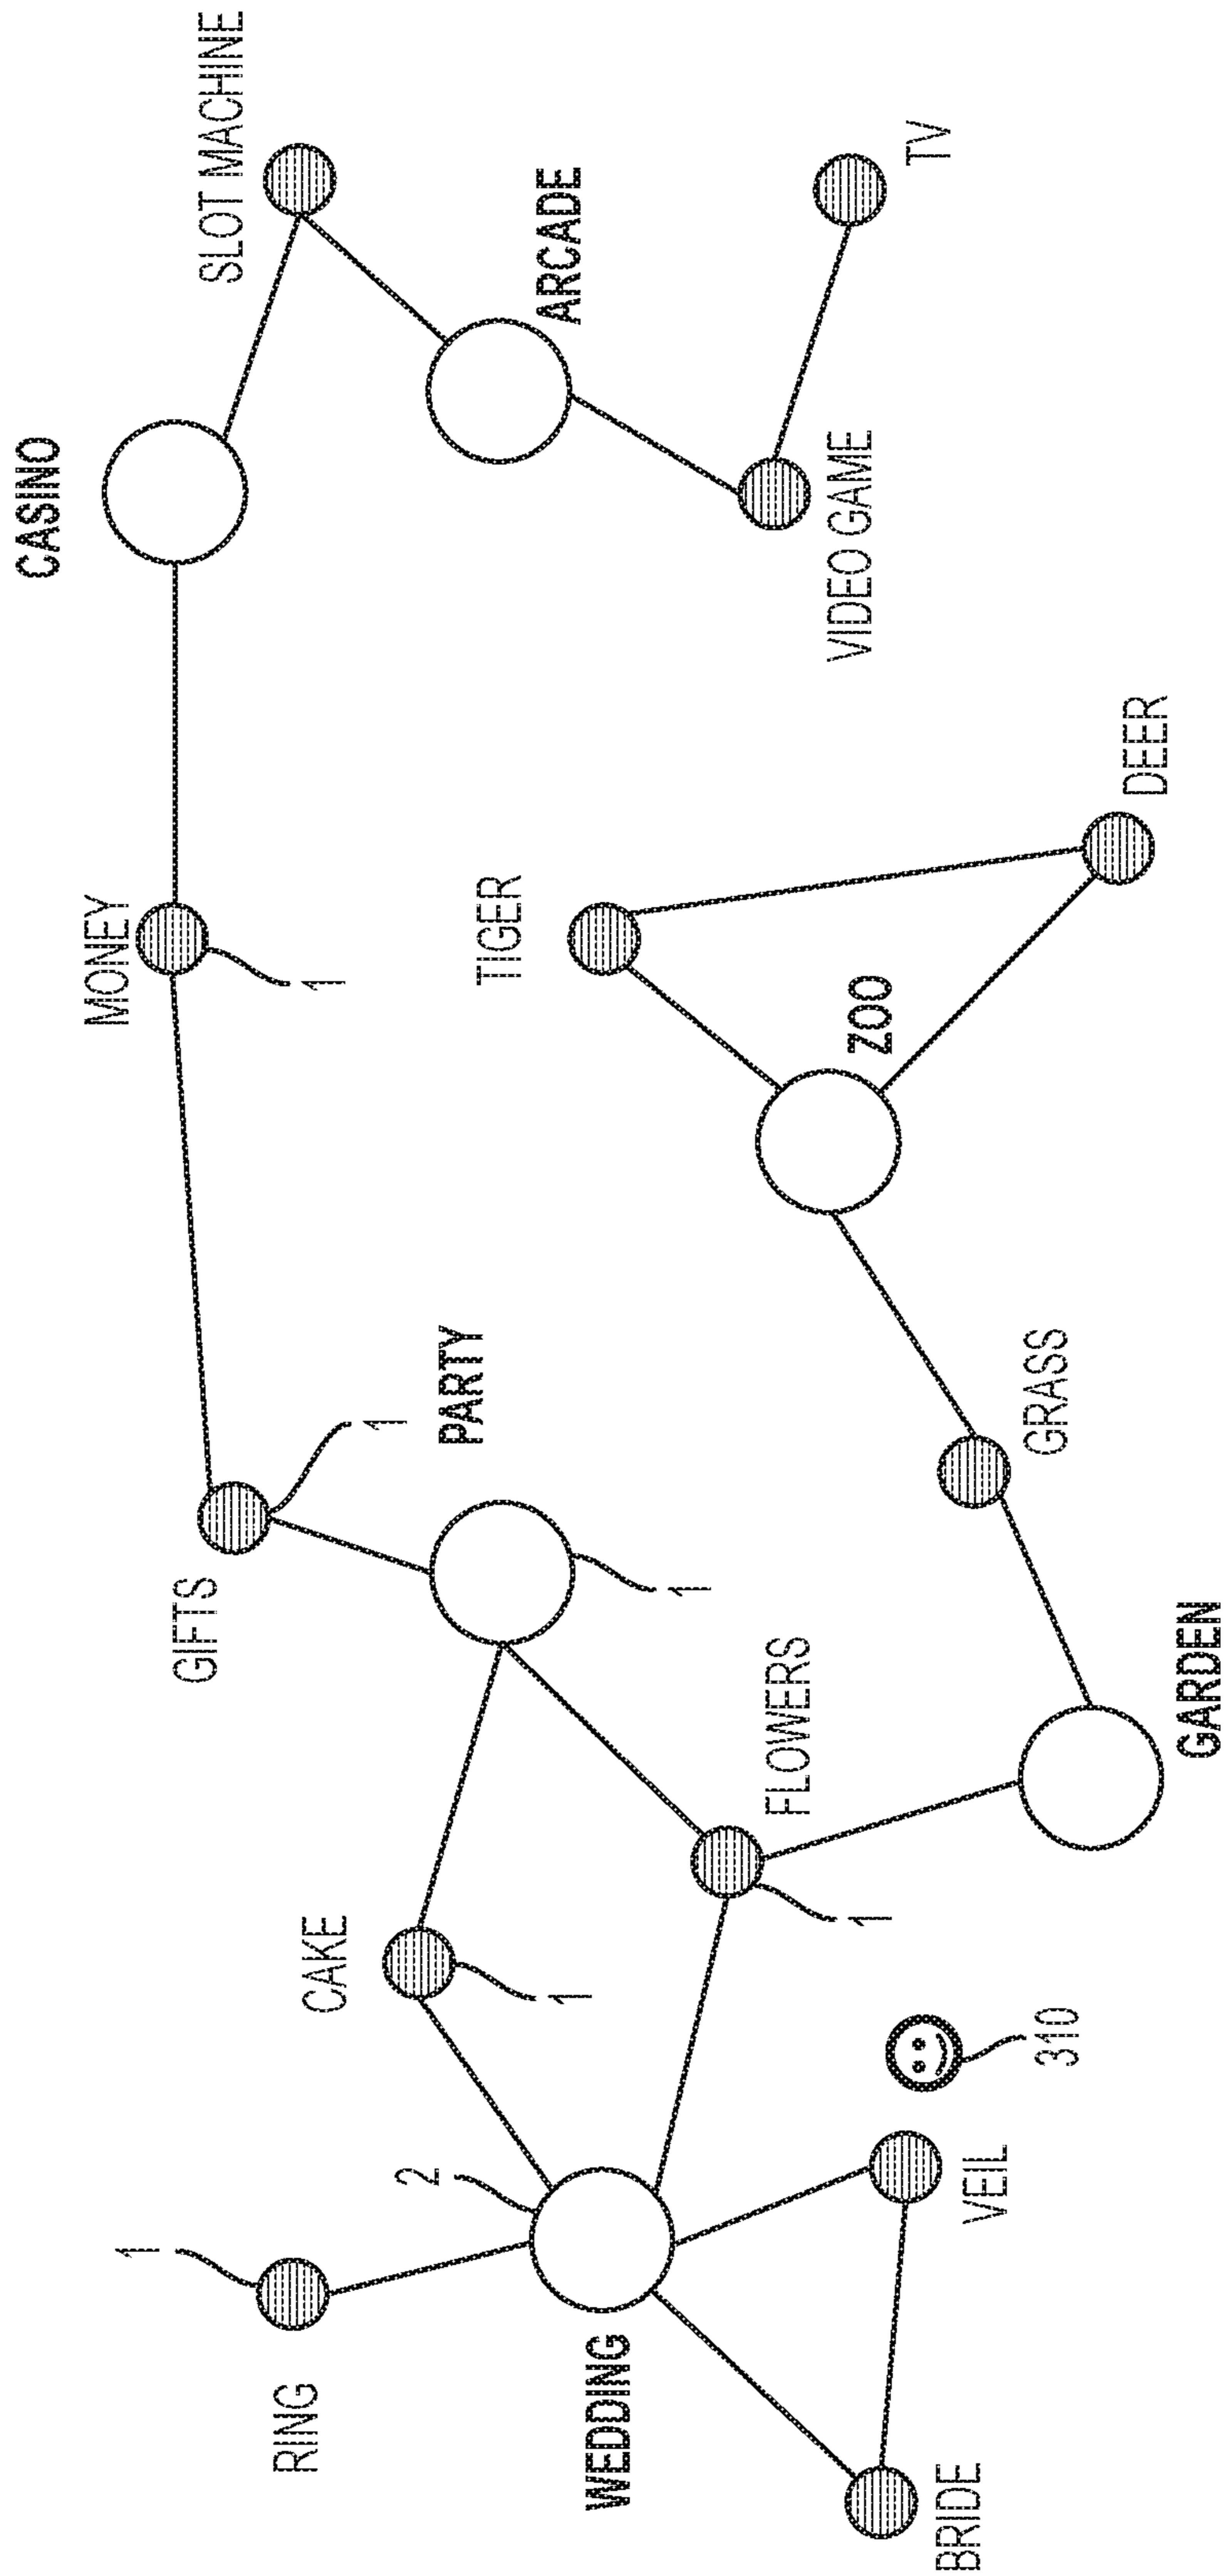 CASINO
SLOT MACHINE
MONEY
1
ARCADE
GIFTS
1
PARTY
1
TIGER
VIDEO GAME
TV
RING
1
CAKE
1
2
WEDDING
FLOWERS
1
ZOO
DEER
GRASS
BRIDE
VEIL
310
GARDEN